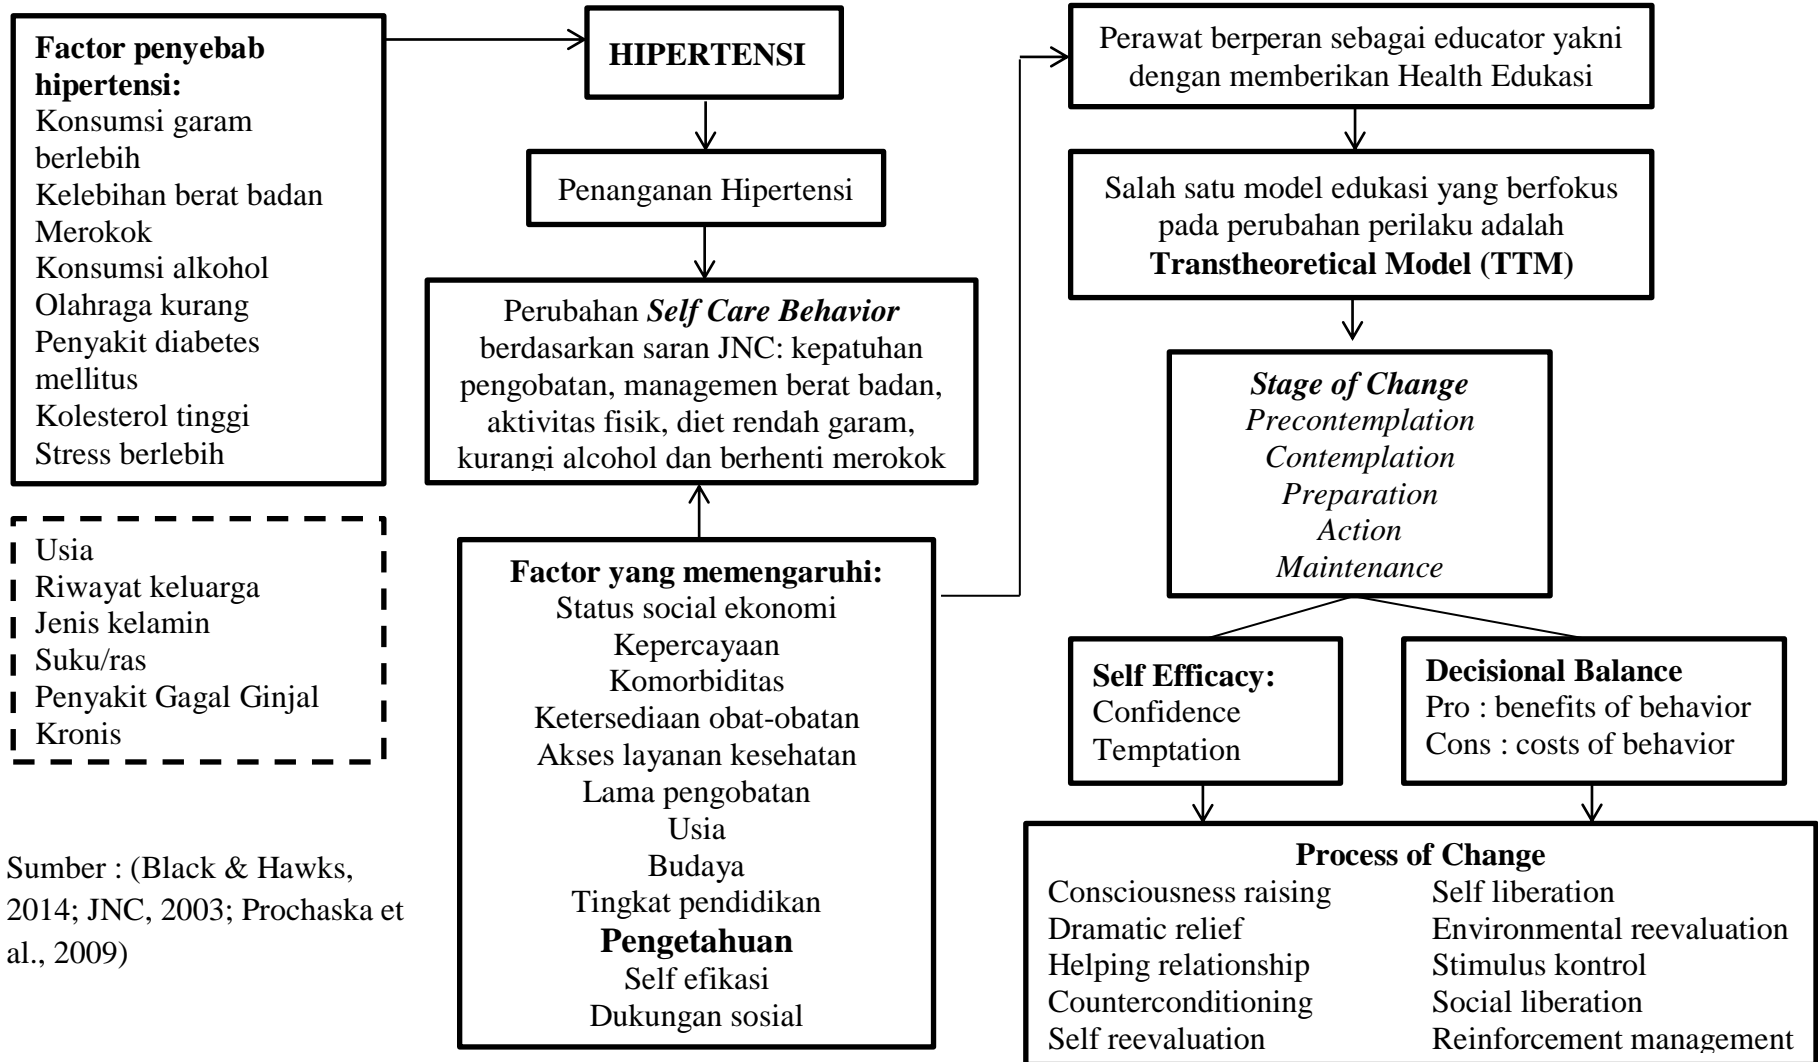 Factor penyebab
hipertensi:
Konsumsi garam
berlebih
Kelebihan berat badan
Merokok
Konsumsi alkohol
Olahraga kurang
Penyakit diabetes
mellitus
Kolesterol tinggi
Stress berlebih
Usia
Riwayat keluarga
Jenis kelamin
Suku/ras
Penyakit Gagal Ginjal
Kronis
Sumber : (Black & Hawks,
2014; JNC, 2003; Prochaska et
al., 2009)
HIPERTENSI
Penanganan Hipertensi
Perubahan Self Care Behavior
berdasarkan saran JNC: kepatuhan
pengobatan, managemen berat badan,
aktivitas fisik, diet rendah garam,
kurangi alcohol dan berhenti merokok
Factor yang memengaruhi:
Status social ekonomi
Kepercayaan
Komorbiditas
Ketersediaan obat-obatan
Akses layanan kesehatan
Lama pengobatan
Usia
Budaya
Tingkat pendidikan
Pengetahuan
Self efikasi
Dukungan sosial
Perawat berperan sebagai educator yakni
dengan memberikan Health Edukasi
Salah satu model edukasi yang berfokus
pada perubahan perilaku adalah
Transtheoretical Model (TTM)
Stage of Change
Precontemplation
Contemplation
Preparation
Action
Maintenance
Self Efficacy:
Confidence
Temptation
Decisional Balance
Pro : benefits of behavior
Cons : costs of behavior
Process of Change
Consciousness raising
Dramatic relief
Helping relationship
Counterconditioning
Self reevaluation
Self liberation
Environmental reevaluation
Stimulus kontrol
Social liberation
Reinforcement management